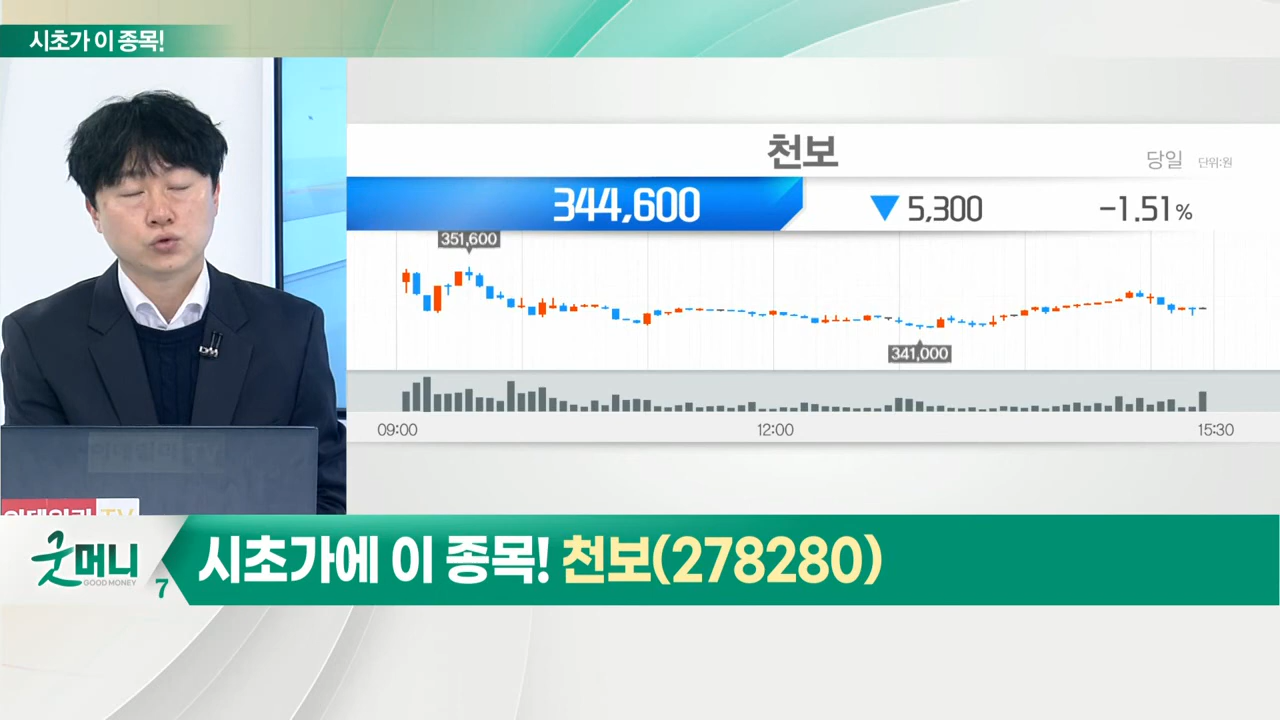 시초가 이 종목!
천보
당일 단위:원
344,600 ▼ 5,300 -1.51%
351,600
341,000
09:00 12:00 15:30
TV
굿머니
GOOD MONEY
7
시초가에 이 종목! 천보(278280)